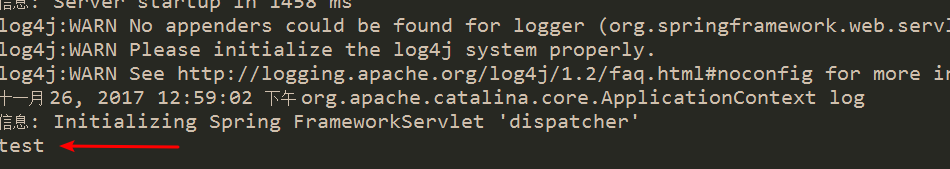 信息: Server startup in 1458 ms
log4j:WARN No appenders could be found for logger (org.springframework.web.servl
log4j:WARN Please initialize the log4j system properly.
log4j:WARN See http://logging.apache.org/log4j/1.2/faq.html#noconfig for more in
十一月 26, 2017 12:59:02 下午 org.apache.catalina.core.ApplicationContext log
信息: Initializing Spring FrameworkServlet 'dispatcher'
test